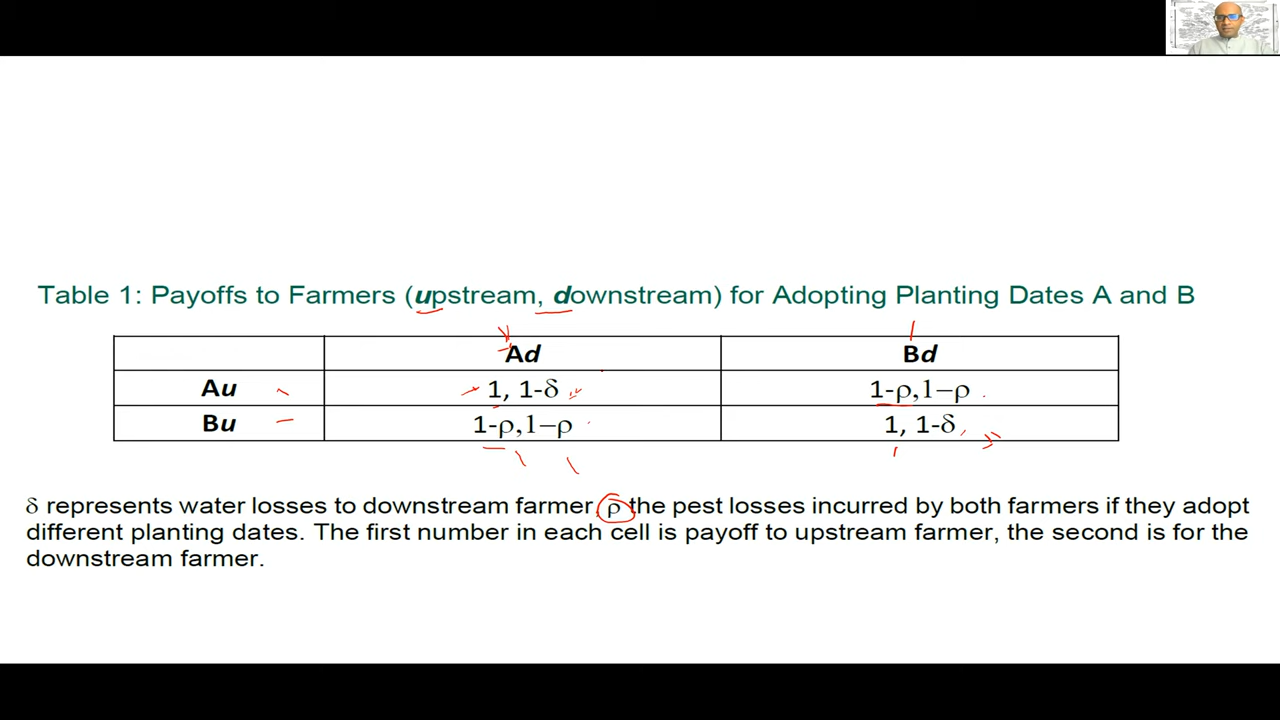 Table 1: Payoffs to Farmers (upstream, downstream) for Adopting Planting Dates A and B
Ad Bd
Au 1, 1-δ 1-ρ,1−ρ
Bu 1-ρ,1−ρ 1, 1-δ
δ represents water losses to downstream farmer, ρ the pest losses incurred by both farmers if they adopt
different planting dates. The first number in each cell is payoff to upstream farmer, the second is for the
downstream farmer.